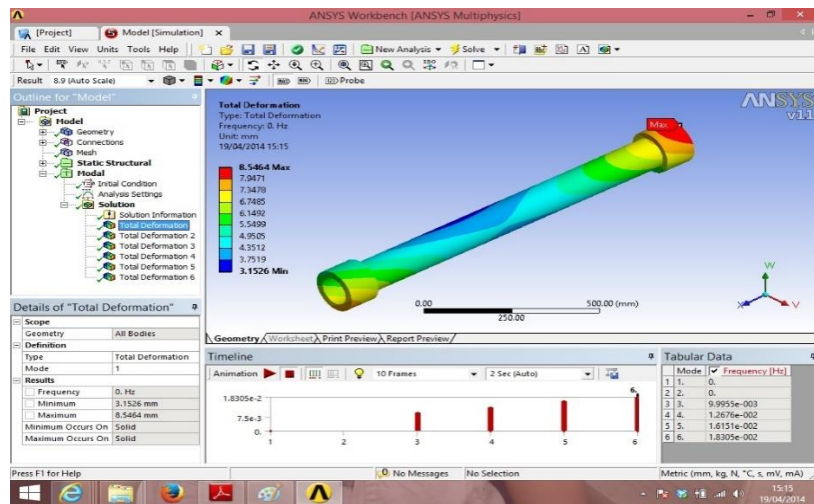 ANSYS Workbench [ANSYS Multiphysics]
[Project] Model [Simulation]
File Edit View Units Tools Help New Analysis Solve
Result 8.9 (Auto Scale) Probe
Outline for "Model"
Project
Model
Geometry
Connections
Mesh
Static Structural
Modal
Initial Condition
Analysis Settings
Solution
Solution Information
Total Deformation
Total Deformation 2
Total Deformation 3
Total Deformation 4
Total Deformation 5
Total Deformation 6
Details of "Total Deformation"
Scope
Geometry All Bodies
Definition
Type Total Deformation
Mode 1
Results
Frequency 0. Hz
Minimum 3.1526 mm
Maximum 8.5464 mm
Minimum Occurs On Solid
Maximum Occurs On Solid
Total Deformation
Type: Total Deformation
Frequency: 0. Hz
Unit: mm
19/04/2014 15:15
8.5464 Max
7.9471
7.3478
6.7485
6.1492
5.5499
4.9505
4.3512
3.7519
3.1526 Min
Max
ANSYS
v11
W
X V
0.00 500.00 (mm)
250.00
Geometry Worksheet Print Preview Report Preview
Timeline
Animation 10 Frames 2 Sec (Auto)
6.
1.8305e-2
7.5e-3
0.
1 2 3 4 5 6
Tabular Data
Mode Frequency [Hz]
1 1. 0.
2 2. 0.
3 3. 9.9955e-003
4 4. 1.2676e-002
5 5. 1.6151e-002
6 6. 1.8305e-002
Press F1 for Help 0 No Messages No Selection Metric (mm, kg, N, °C, s, mV, mA)
15:15
19/04/2014